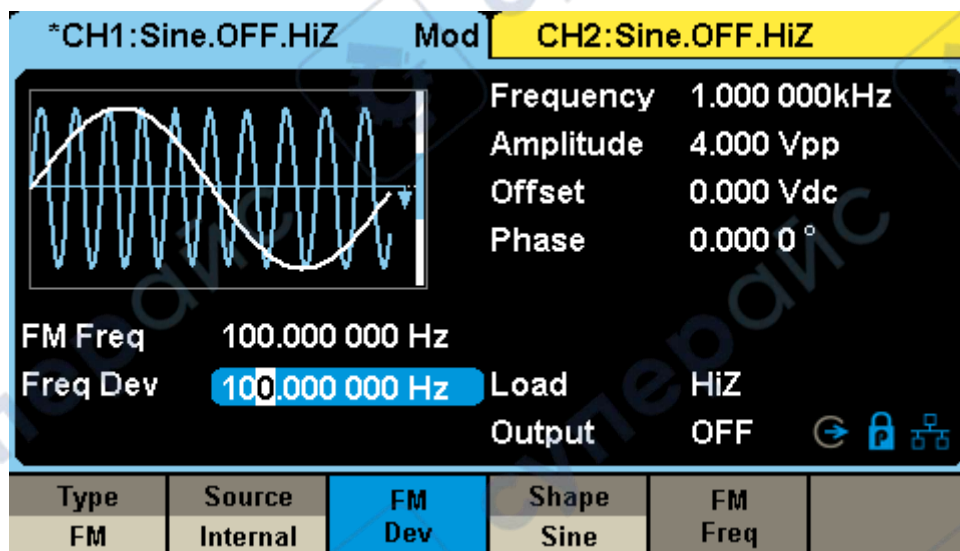 *CH1:Sine.OFF.HiZ Mod CH2:Sine.OFF.HiZ
Frequency 1.000 000kHz
Amplitude 4.000 Vpp
Offset 0.000 Vdc
Phase 0.000 0 °
FM Freq 100.000 000 Hz
Freq Dev 100.000 000 Hz Load HiZ
Output OFF
Type Source FM Shape FM
FM Internal Dev Sine Freq
суперайс